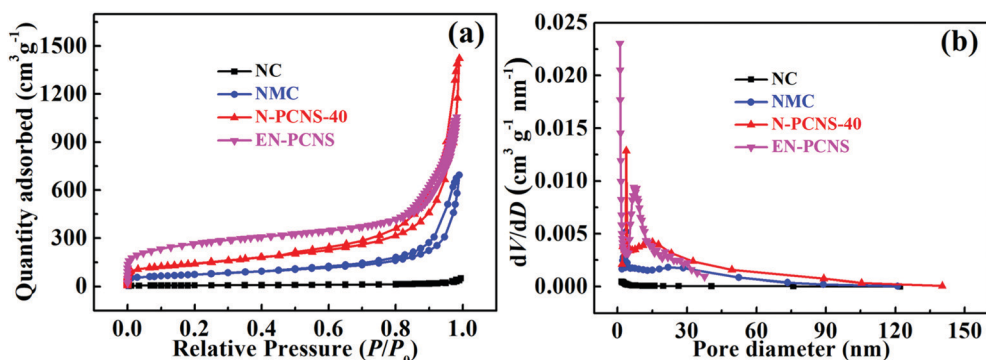 (a)
Quantity adsorbed (cm³ g⁻¹)
1500
1200
900
600
300
0
NC
NMC
N-PCNS-40
EN-PCNS
0.0 0.2 0.4 0.6 0.8 1.0
Relative Pressure (P/P₀)
(b)
dV/dD (cm³ g⁻¹ nm⁻¹)
0.025
0.020
0.015
0.010
0.005
0.000
NC
NMC
N-PCNS-40
EN-PCNS
0 30 60 90 120 150
Pore diameter (nm)